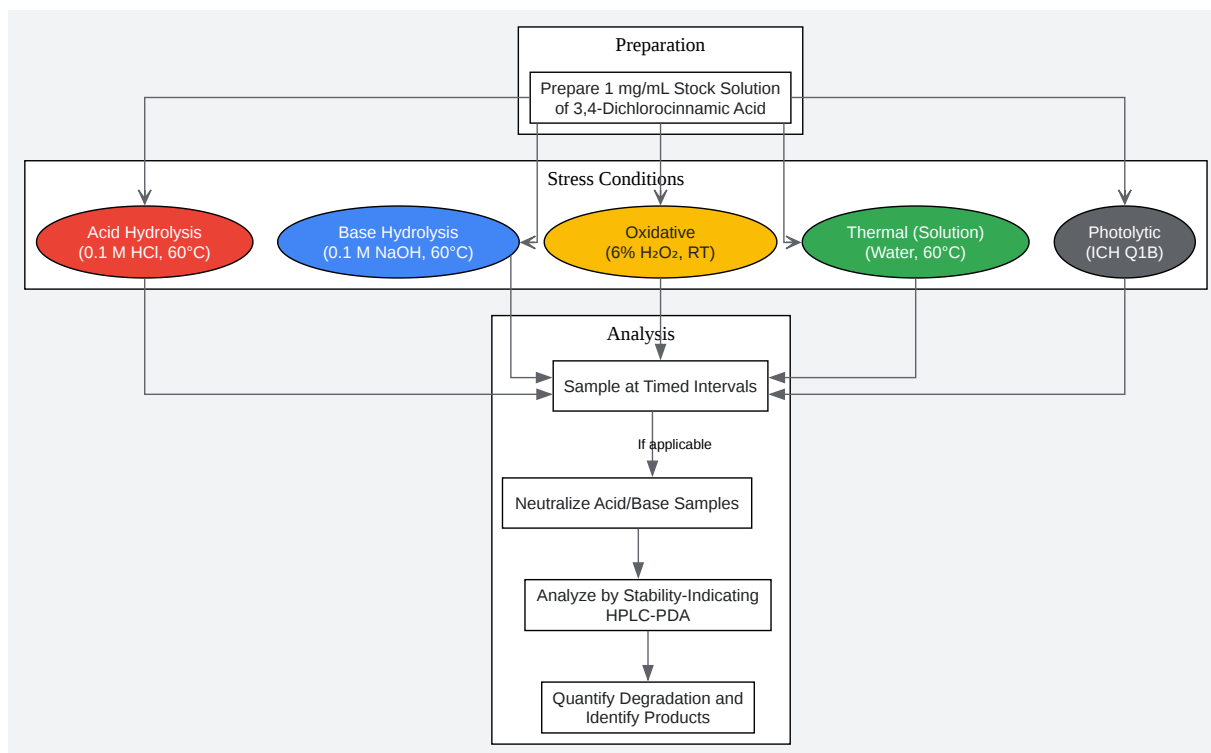 Preparation
Prepare 1 mg/mL Stock Solution
of 3,4-Dichlorocinnamic Acid
Stress Conditions
Acid Hydrolysis
(0.1 M HCl, 60°C)
Base Hydrolysis
(0.1 M NaOH, 60°C)
Oxidative
(6% H₂O₂, RT)
Thermal (Solution)
(Water, 60°C)
Photolytic
(ICH Q1B)
Analysis
Sample at Timed Intervals
If applicable
Neutralize Acid/Base Samples
Analyze by Stability-Indicating
HPLC-PDA
Quantify Degradation and
Identify Products